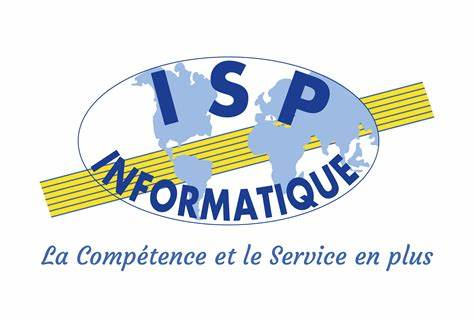 ISP
INFORMATIQUE
La Compétence et le Service en plus